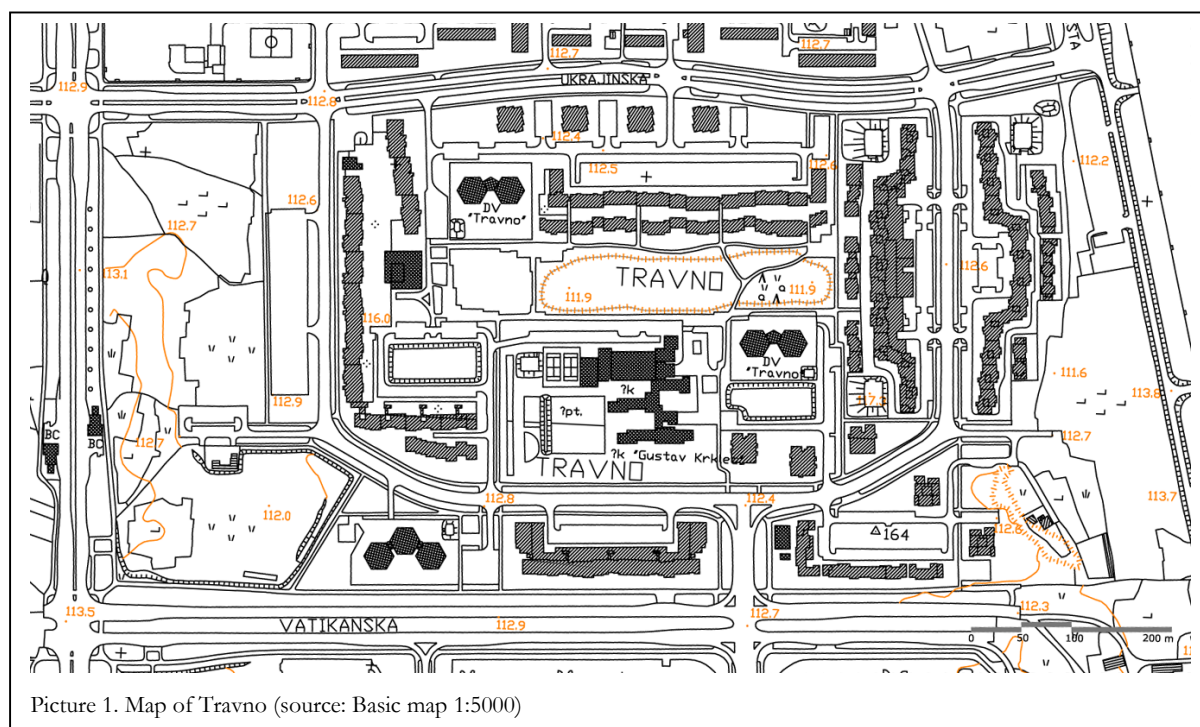 112.7
112.7
STA
UKRAJINSKA
112.9
112.8
112.4
112.5
112.6
112.2
112.6
DV
"Travno"
112.7
113.1
112.6
TRAVNO
111.9
111.9
116.0
DV
"Travno"
111.6
113.8
?k
112.9
?pt.
112.7
112.7
BC
BC
?k "Gustav Krklec"
TRAVNO
112.8
112.4
113.7
112.0
164
112.6
113.5
112.7
112.3
VATIKANSKA
112.9
0 50 100 200 m
Picture 1. Map of Travno (source: Basic map 1:5000)